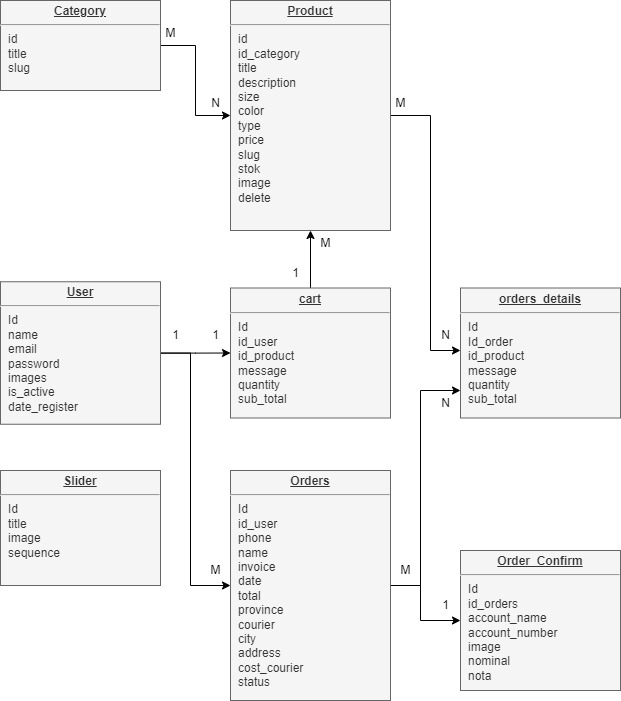 Category
id
title
slug
Product
id
id_category
title
description
size
color
type
price
slug
stok
image
delete
M
N
M
M
1
User
Id
name
email
password
images
is_active
date_register
1
1
cart
Id
id_user
id_product
message
quantity
sub_total
orders_details
Id
Id_order
id_product
message
quantity
sub_total
N
N
Slider
Id
title
image
sequence
Orders
Id
id_user
phone
name
invoice
date
total
province
courier
city
address
cost_courier
status
M
M
1
Order_Confirm
Id
id_orders
account_name
account_number
image
nominal
nota